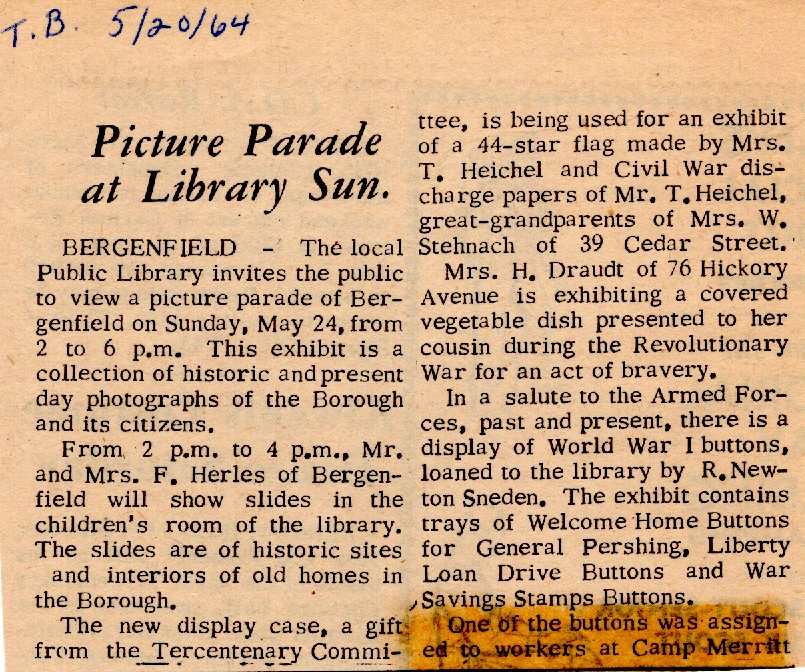 T.B. 5/20/64
Picture Parade
at Library Sun.
BERGENFIELD - The local
Public Library invites the public
to view a picture parade of Ber-
genfield on Sunday, May 24, from
2 to 6 p.m. This exhibit is a
collection of historic and present
day photographs of the Borough
and its citizens.
From 2 p.m. to 4 p.m., Mr.
and Mrs. F. Herles of Bergen-
field will show slides in the
children's room of the library.
The slides are of historic sites
and interiors of old homes in
the Borough.
The new display case, a gift
from the Tercentenary Commi-
ttee, is being used for an exhibit
of a 44-star flag made by Mrs.
T. Heichel and Civil War dis-
charge papers of Mr. T. Heichel,
great-grandparents of Mrs. W.
Stehnach of 39 Cedar Street.
Mrs. H. Draudt of 76 Hickory
Avenue is exhibiting a covered
vegetable dish presented to her
cousin during the Revolutionary
War for an act of bravery.
In a salute to the Armed For-
ces, past and present, there is a
display of World War I buttons,
loaned to the library by R. New-
ton Sneden. The exhibit contains
trays of Welcome Home Buttons
for General Pershing, Liberty
Loan Drive Buttons and War
Savings Stamps Buttons.
One of the buttons was assign-
ed to workers at Camp Merritt